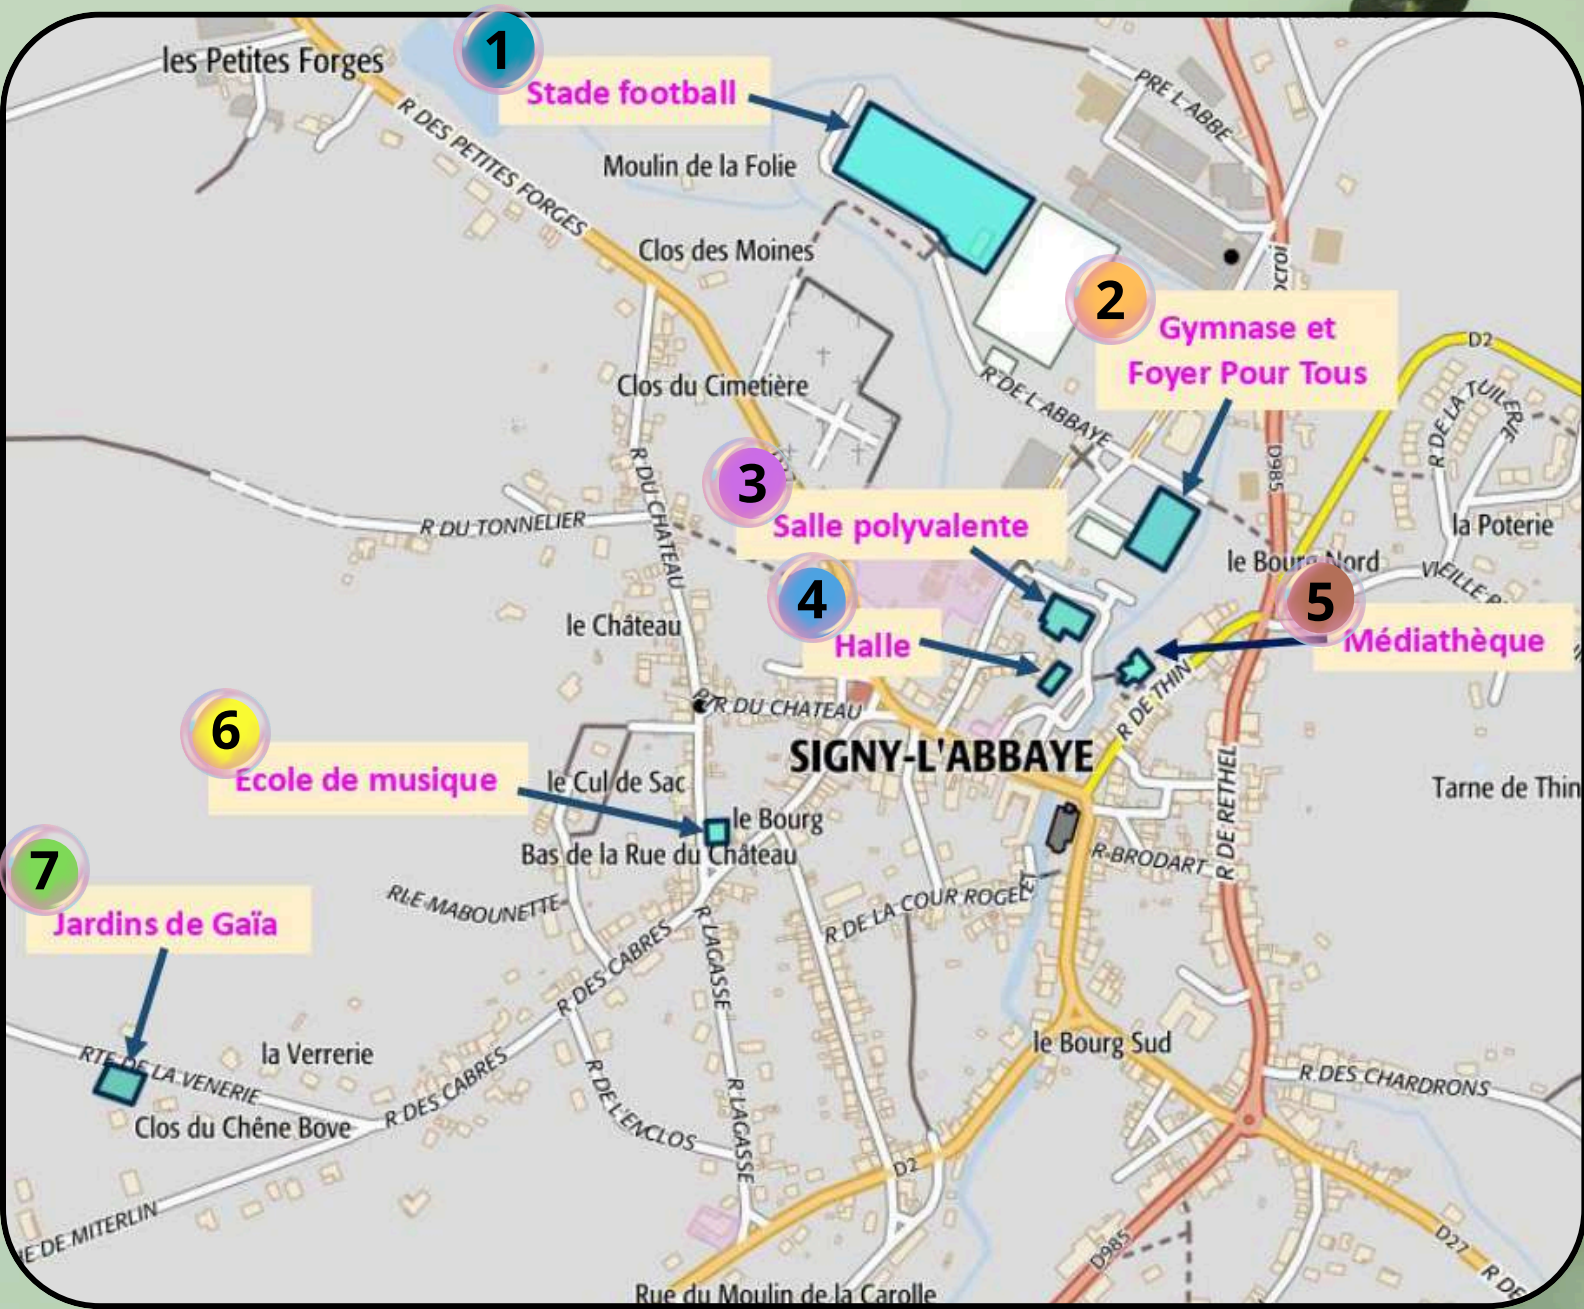 les Petites Forges
1
Stade football
R DES PETITES FORGES
Moulin de la Folie
PRE L ABBE
Clos des Moines
ocroi
2
Gymnase et
Foyer Pour Tous
D2
Clos du Cimetière
R DE L ABBAYE
R DE LA TUILERIE
D985
3
Salle polyvalente
R DU TONNELIER
R DU CHATEAU
la Poterie
le Bourg Nord
VIEILLE R
4
Halle
5
Médiathèque
le Château
P R DU CHATEAU
R DE THIN
6
Ecole de musique
SIGNY-L'ABBAYE
le Cul de Sac
Tarne de Thin
R DE RETHEL
le Bourg
Bas de la Rue du Château
R BRODART
7
Jardins de Gaïa
RLE MABOUNETTE
R DE LA COUR ROGELET
R DES CABRES
R LAGASSE
la Verrerie
le Bourg Sud
RTE DE LA VENERIE
R DES CABRES
R DE L'ENCLOS
R LAGASSE
R DES CHARDRONS
Clos du Chêne Bove
D2
IE DE MITERLIN
D985
D27
R DE
Rue du Moulin de la Carolle